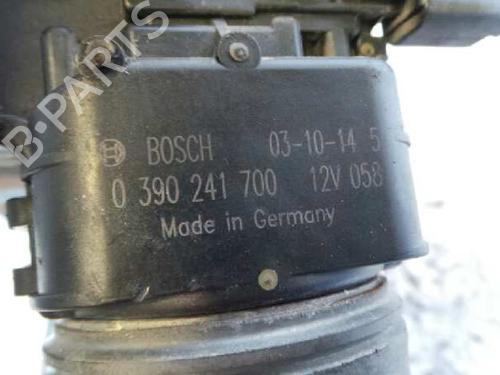 B-PARTS
BOSCH 03-10-14 5
0 390 241 700 12V 058
Made in Germany